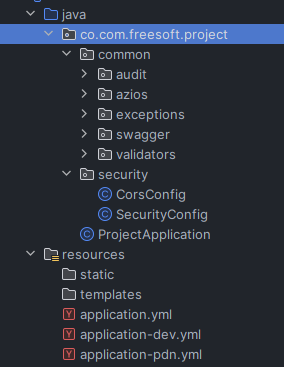 java
co.com.freesoft.project
common
audit
azios
exceptions
swagger
validators
security
CorsConfig
SecurityConfig
ProjectApplication
resources
static
templates
application.yml
application-dev.yml
application-pdn.yml